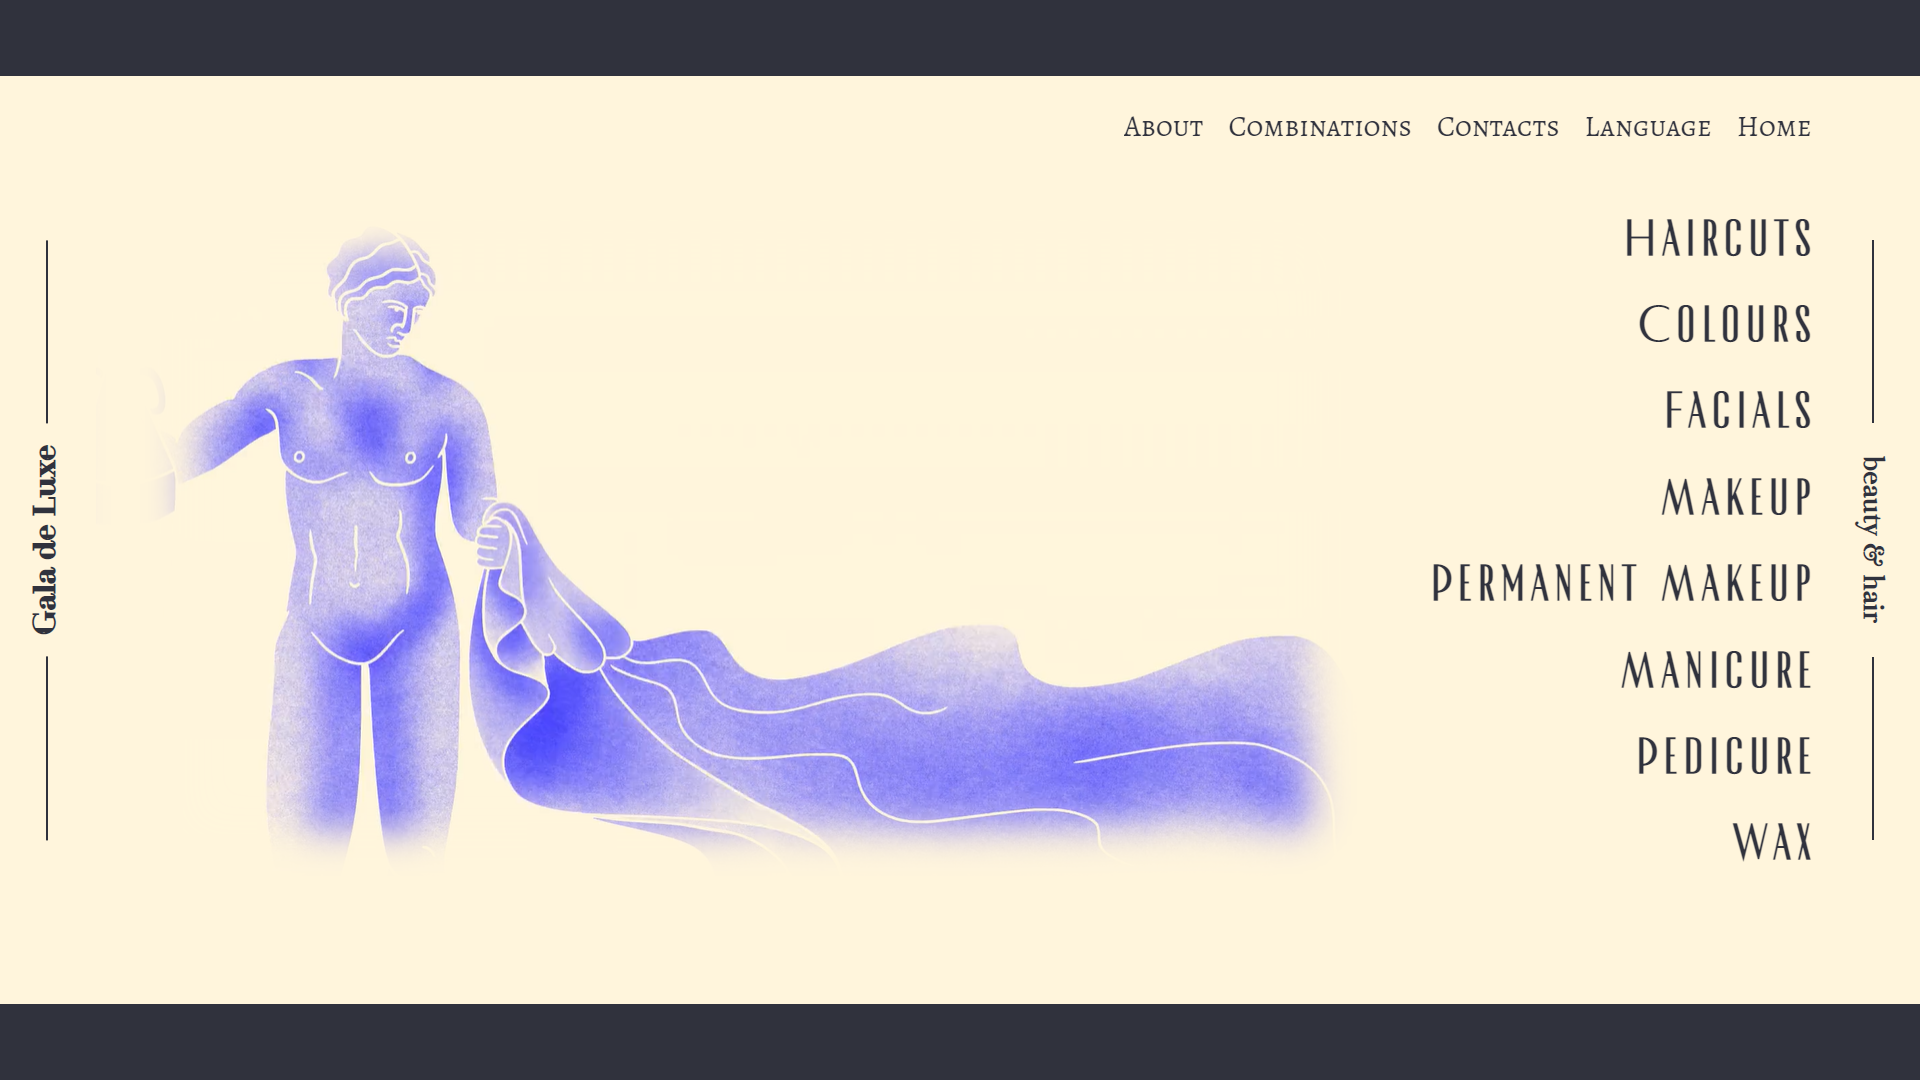 About Combinations Contacts Language Home
Haircuts
Colours
Facials
Makeup
Permanent Makeup
Manicure
Pedicure
Wax
Gala de Luxe
beauty & hair